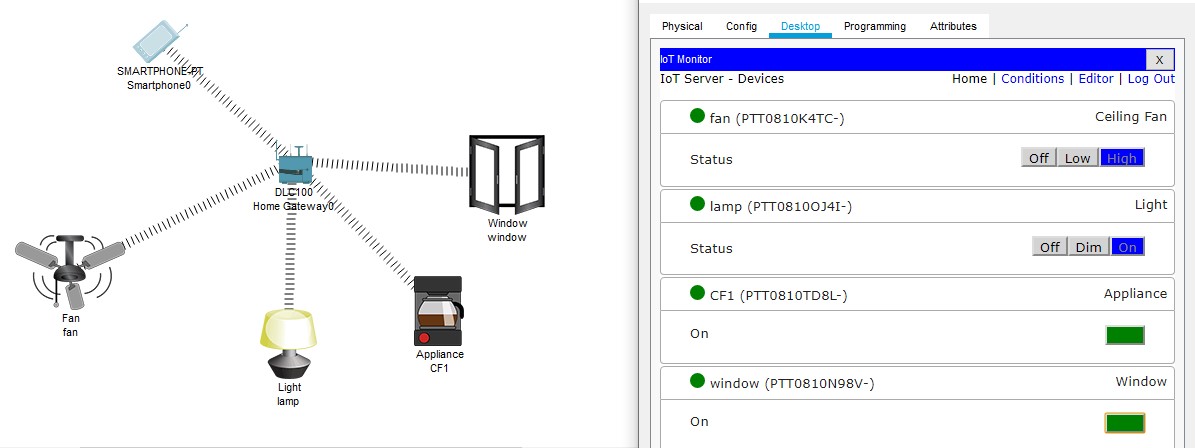 SMARTPHONE-PT
Smartphone0
DLC100
Home Gateway0
Window
window
Fan
fan
Appliance
CF1
Light
lamp
Physical Config Desktop Programming Attributes
IoT Monitor X
IoT Server - Devices Home | Conditions | Editor | Log Out
fan (PTT0810K4TC-) Ceiling Fan
Status Off Low High
lamp (PTT0810OJ4I-) Light
Status Off Dim On
CF1 (PTT0810TD8L-) Appliance
On
window (PTT0810N98V-) Window
On